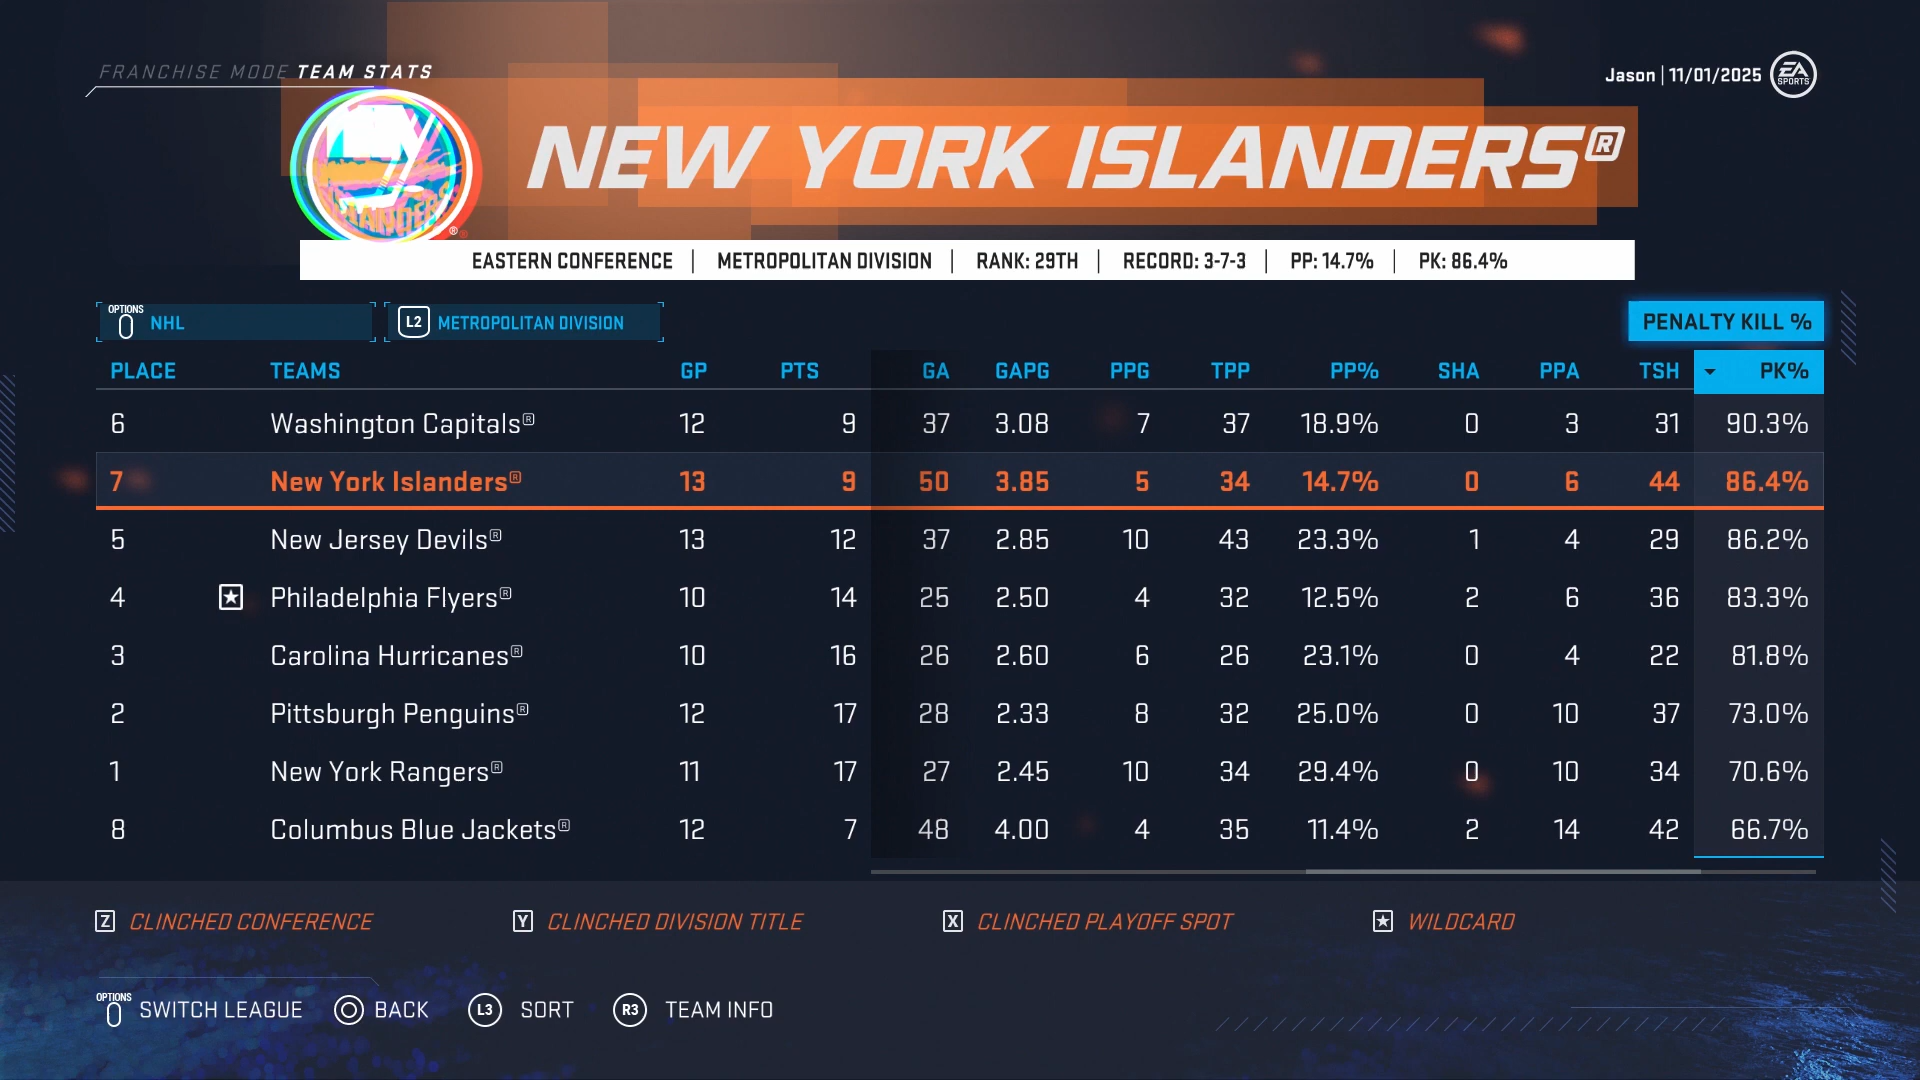 FRANCHISE MODE TEAM STATS
Jason | 11/01/2025
EA SPORTS
NEW YORK ISLANDERS®
EASTERN CONFERENCE | METROPOLITAN DIVISION | RANK: 29TH | RECORD: 3-7-3 | PP: 14.7% | PK: 86.4%
OPTIONS NHL L2 METROPOLITAN DIVISION PENALTY KILL %
PLACE TEAMS GP PTS GA GAPG PPG TPP PP% SHA PPA TSH PK%
6 Washington Capitals® 12 9 37 3.08 7 37 18.9% 0 3 31 90.3%
7 New York Islanders® 13 9 50 3.85 5 34 14.7% 0 6 44 86.4%
5 New Jersey Devils® 13 12 37 2.85 10 43 23.3% 1 4 29 86.2%
4 Philadelphia Flyers® 10 14 25 2.50 4 32 12.5% 2 6 36 83.3%
3 Carolina Hurricanes® 10 16 26 2.60 6 26 23.1% 0 4 22 81.8%
2 Pittsburgh Penguins® 12 17 28 2.33 8 32 25.0% 0 10 37 73.0%
1 New York Rangers® 11 17 27 2.45 10 34 29.4% 0 10 34 70.6%
8 Columbus Blue Jackets® 12 7 48 4.00 4 35 11.4% 2 14 42 66.7%
Z CLINCHED CONFERENCE Y CLINCHED DIVISION TITLE X CLINCHED PLAYOFF SPOT ★ WILDCARD
OPTIONS SWITCH LEAGUE BACK L3 SORT R3 TEAM INFO